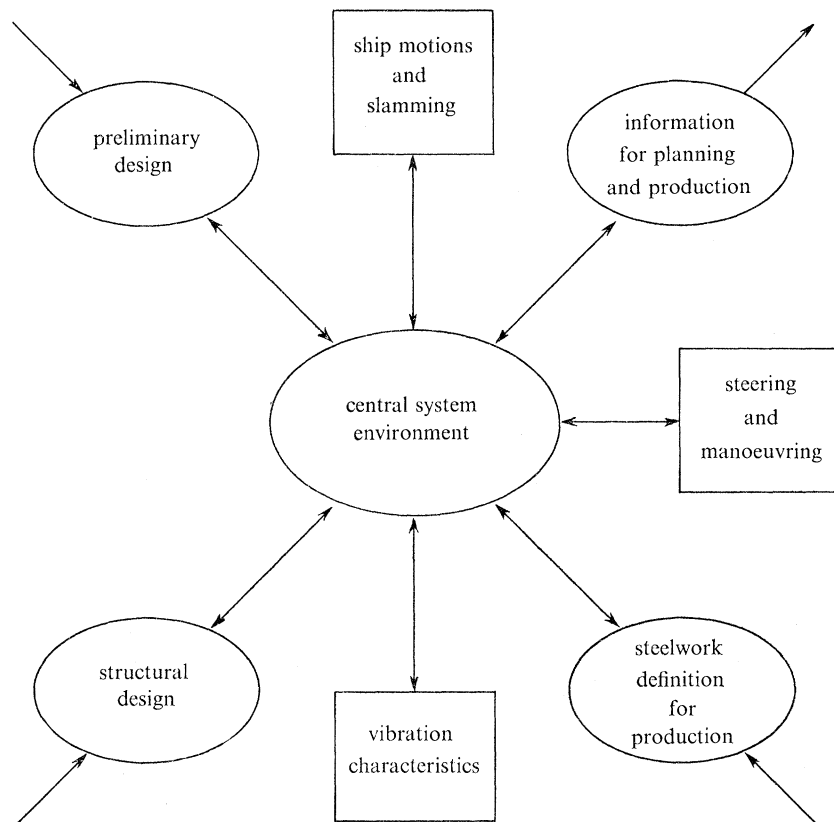 ship motions
and
slamming
preliminary
design
information
for planning
and production
central system
environment
steering
and
manoeuvring
structural
design
vibration
characteristics
steelwork
definition
for
production